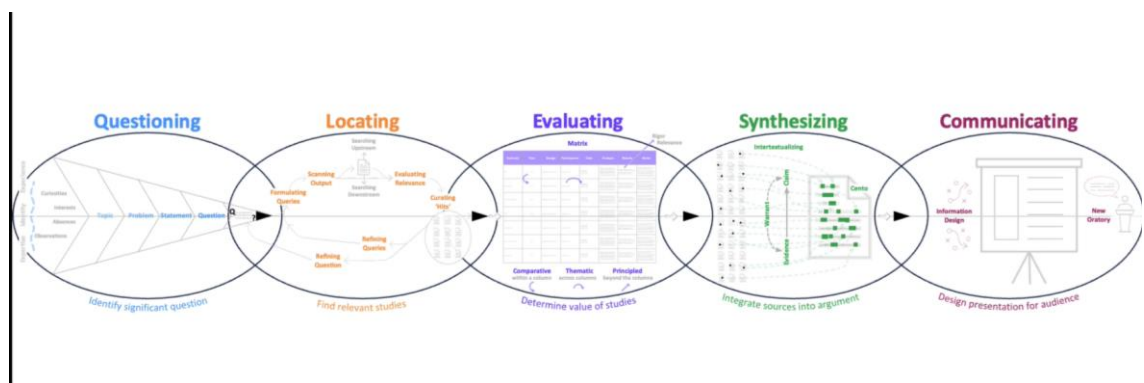 Questioning
Curiosities
Interests
Absences
Observations
Topic
Problem
Statement
Question
Q
?
Identify significant question
Locating
Searching
Upstream
Scanning
Output
Searching
Downstream
Evaluating
Relevance
Formulating
Queries
Curating
'Hits'
Refining
Queries
Refining
Question
Find relevant studies
Evaluating
Matrix
Rigor
Relevance
Comparative
within a column
Thematic
across columns
Principled
beyond the columns
Determine value of studies
Synthesizing
Intertextualizing
Claim
Warrant
Evidence
Cento
Integrate sources into argument
Communicating
Information
Design
New
Oratory
Design presentation for audience